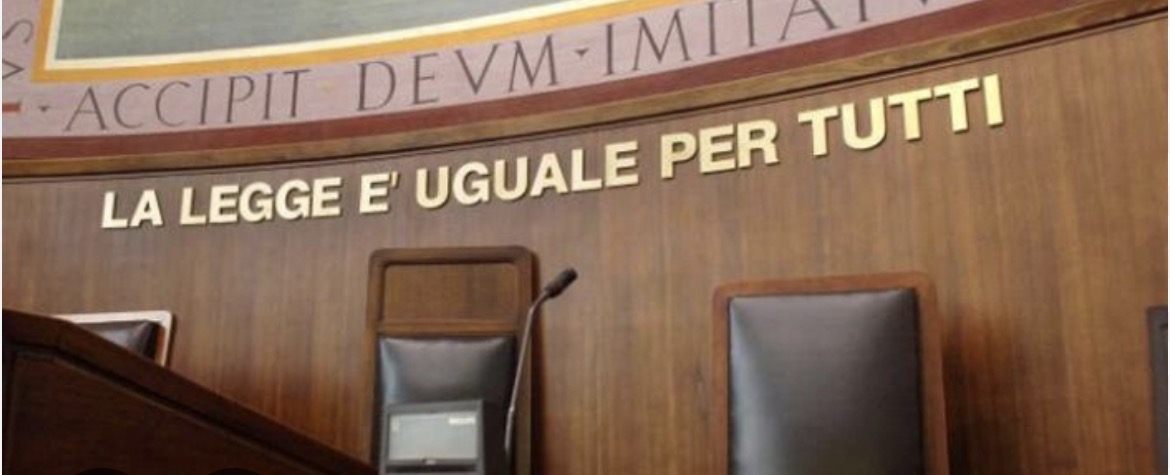 · ACCIPIT DEVM · IMITATV
LA LEGGE E' UGUALE PER TUTTI